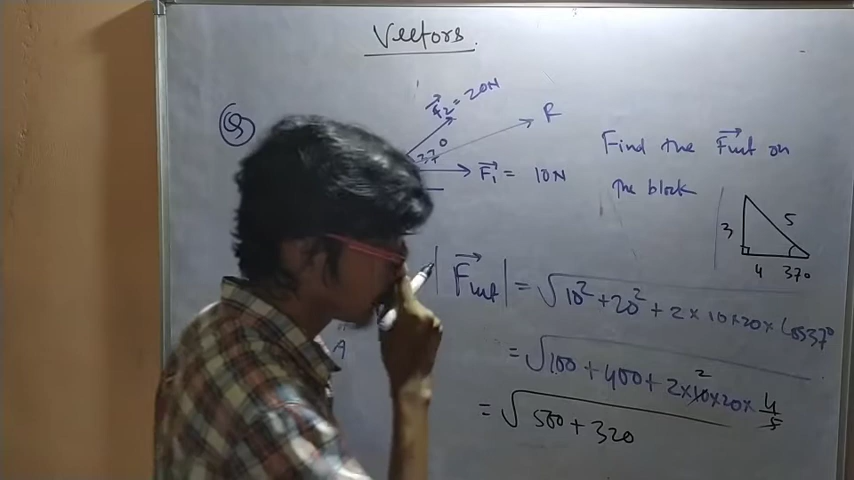 Vectors.
Q
F₂ = 20N
R
37°
F₁ = 10N
Find the Fnet on
the block
3
5
4 37°
|Fnet| = √10² + 20² + 2×10×20×Cos37°
= √100 + 400 + 2×10×20×4/5
2
= √500 + 320
A